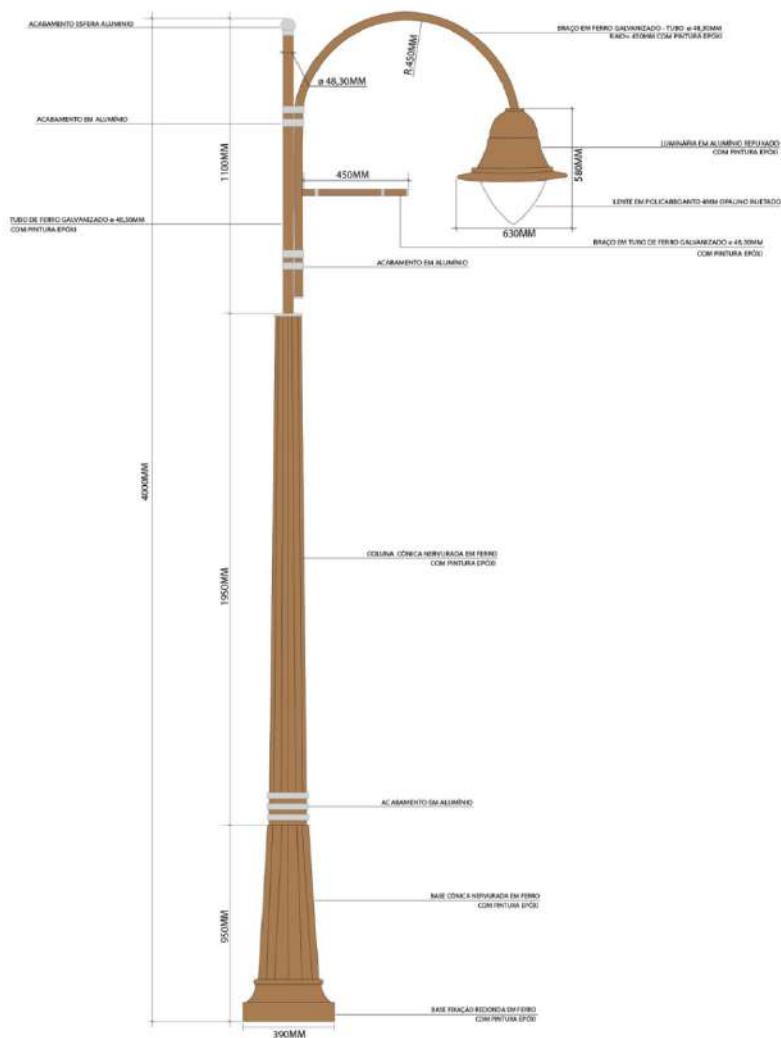 ACABAMENTO ESFERA ALUMINIO
BRAÇO EM FERRO GALVANIZADO - TUBO ø 48,30MM
RAIO= 450MM COM PINTURA EPÓXI
R 450MM
ø 48,30MM
ACABAMENTO EM ALUMÍNIO
1100MM
LUMINÁRIA EM ALUMÍNIO REPUXADO
COM PINTURA EPÓXI
580MM
450MM
LENTE EM POLICARBOANTO 4MM OPALINO INJETADO
TUBO DE FERRO GALVANIZADO ø 48,30MM
COM PINTURA EPÓXI
630MM
BRAÇO EM TUBO DE FERRO GALVANIZADO ø 48,30MM
COM PINTURA EPÓXI
ACABAMENTO EM ALUMÍNIO
4000MM
1950MM
COLUNA CÔNICA NERVURADA EM FERRO
COM PINTURA EPÓXI
ACABAMENTO EM ALUMÍNIO
950MM
BASE CÔNICA NERVURADA EM FERRO
COM PINTURA EPÓXI
BASE FIXAÇÃO REDONDA EM FERRO
COM PINTURA EPÓXI
390MM